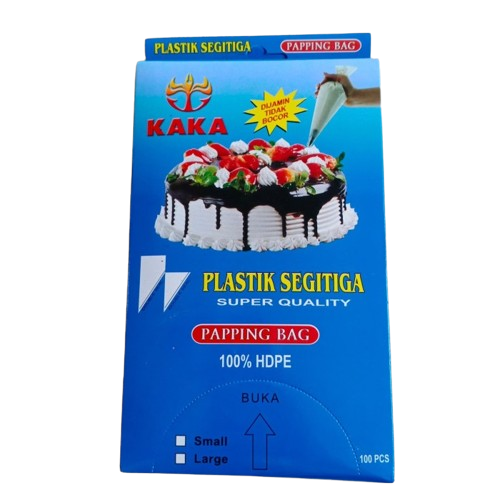 PLASTIK SEGITIGA PAPPING BAG
KAKA
DIJAMIN
TIDAK
BOCOR
PLASTIK SEGITIGA
SUPER QUALITY
PAPPING BAG
100% HDPE
BUKA
Small
Large
100 PCS